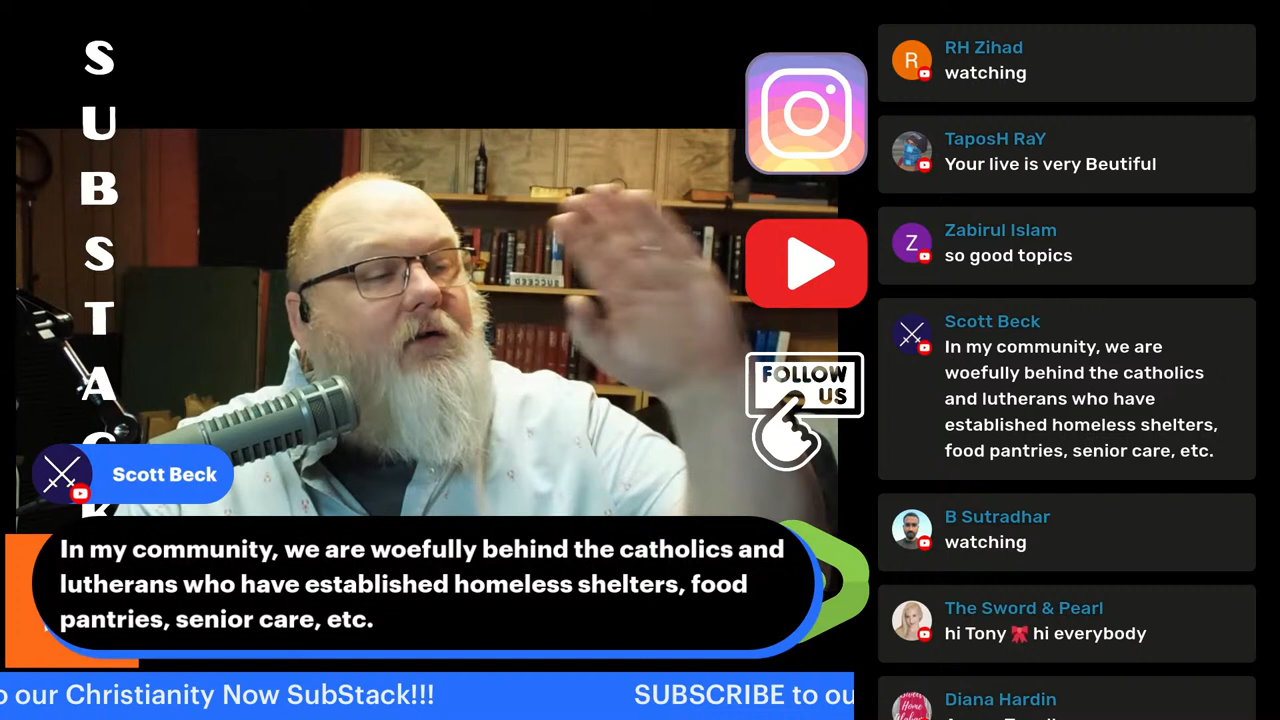 SUBSTACK
SUCCEED
FOLLOW
US
Scott Beck
In my community, we are woefully behind the catholics and
lutherans who have established homeless shelters, food
pantries, senior care, etc.
o our Christianity Now SubStack!!!
SUBSCRIBE to ou
R
RH Zihad
watching
TaposH RaY
Your live is very Beutiful
Z
Zabirul Islam
so good topics
Scott Beck
In my community, we are
woefully behind the catholics
and lutherans who have
established homeless shelters,
food pantries, senior care, etc.
B Sutradhar
watching
The Sword & Pearl
hi Tony 🎀 hi everybody
Diana Hardin